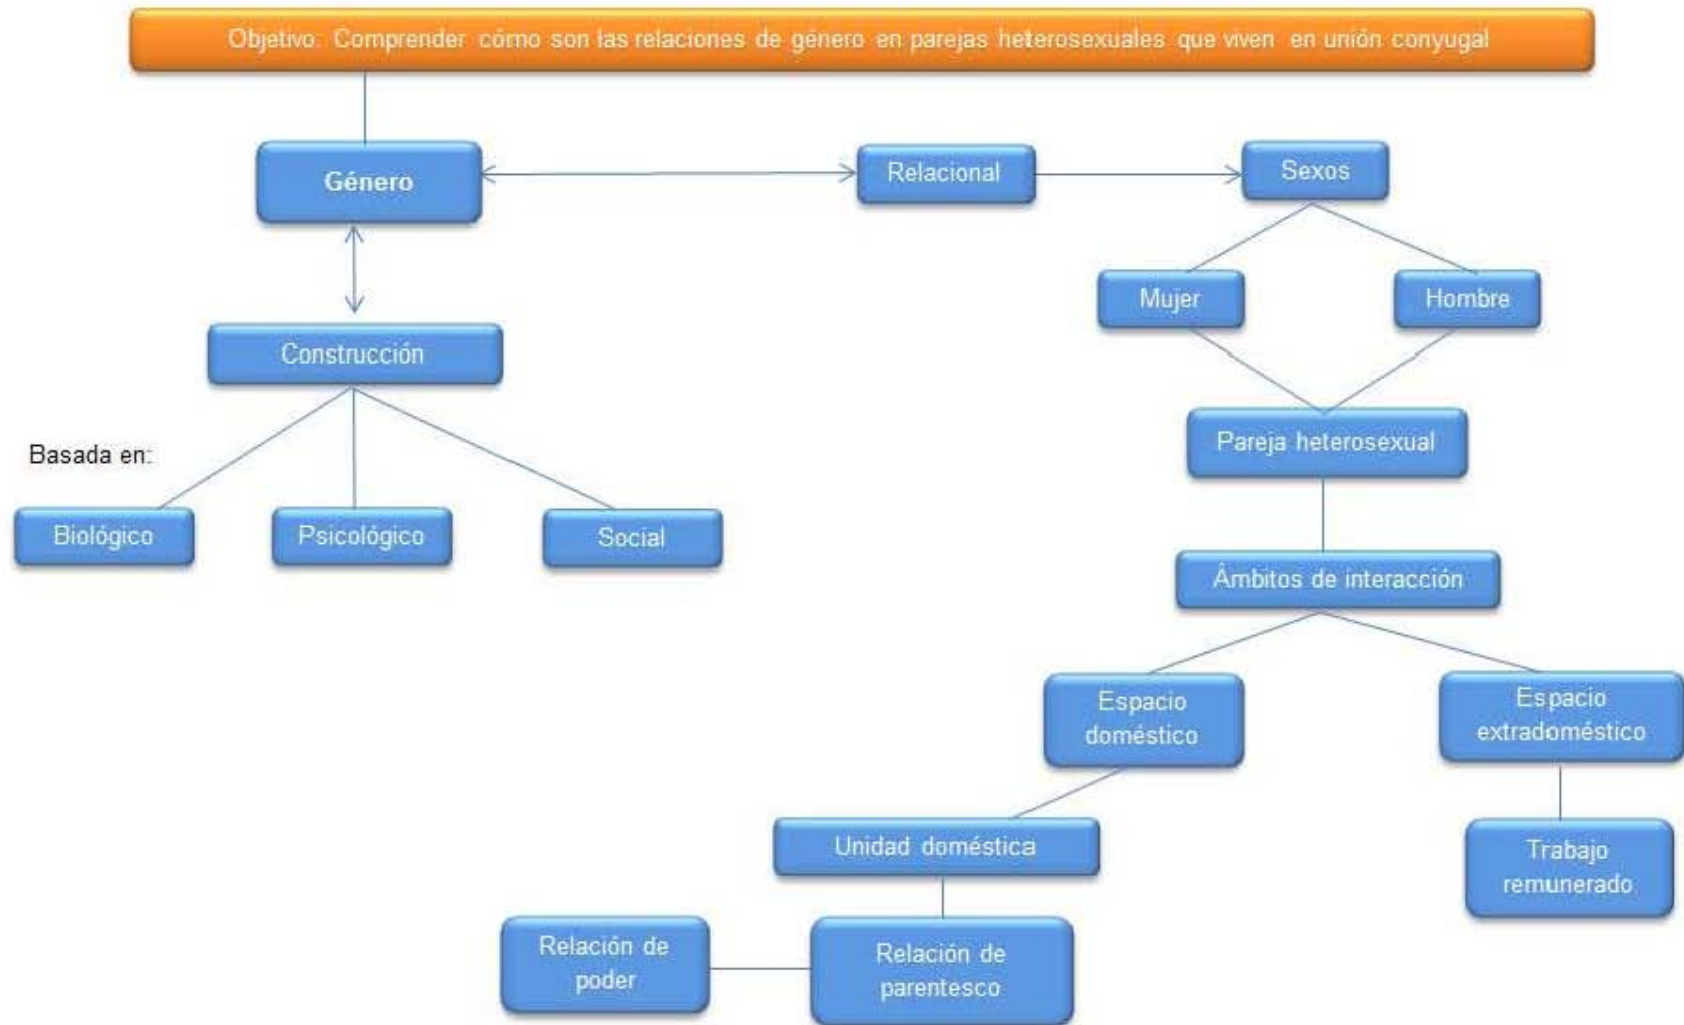 Objetivo: Comprender cómo son las relaciones de género en parejas heterosexuales que viven en unión conyugal
Género
Relacional
Sexos
Mujer
Hombre
Construcción
Pareja heterosexual
Basada en:
Biológico
Psicológico
Social
Âmbitos de interacción
Espacio
doméstico
Espacio
extradoméstico
Unidad doméstica
Trabajo
remunerado
Relación de
poder
Relación de
parentesco